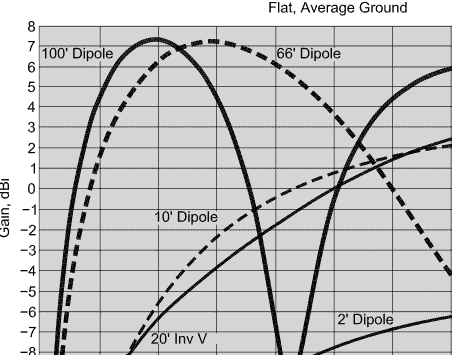 Flat, Average Ground
8
7
100' Dipole
66' Dipole
6
5
4
3
2
1
0
Gain, dBi
−1
10' Dipole
−2
−3
−4
−5
−6
2' Dipole
−7
20' Inv V
−8